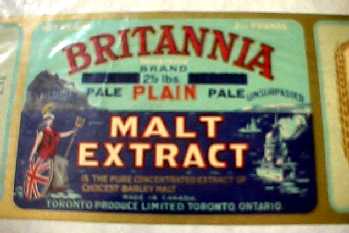 BRITANNIA
BRAND
2½ lbs.
PALE PLAIN PALE
UNSURPASSED
MALT
EXTRACT
IS THE PURE CONCENTRATED EXTRACT OF
CHOICEST BARLEY MALT
MADE IN CANADA
TORONTO PRODUCE LIMITED TORONTO, ONTARIO.